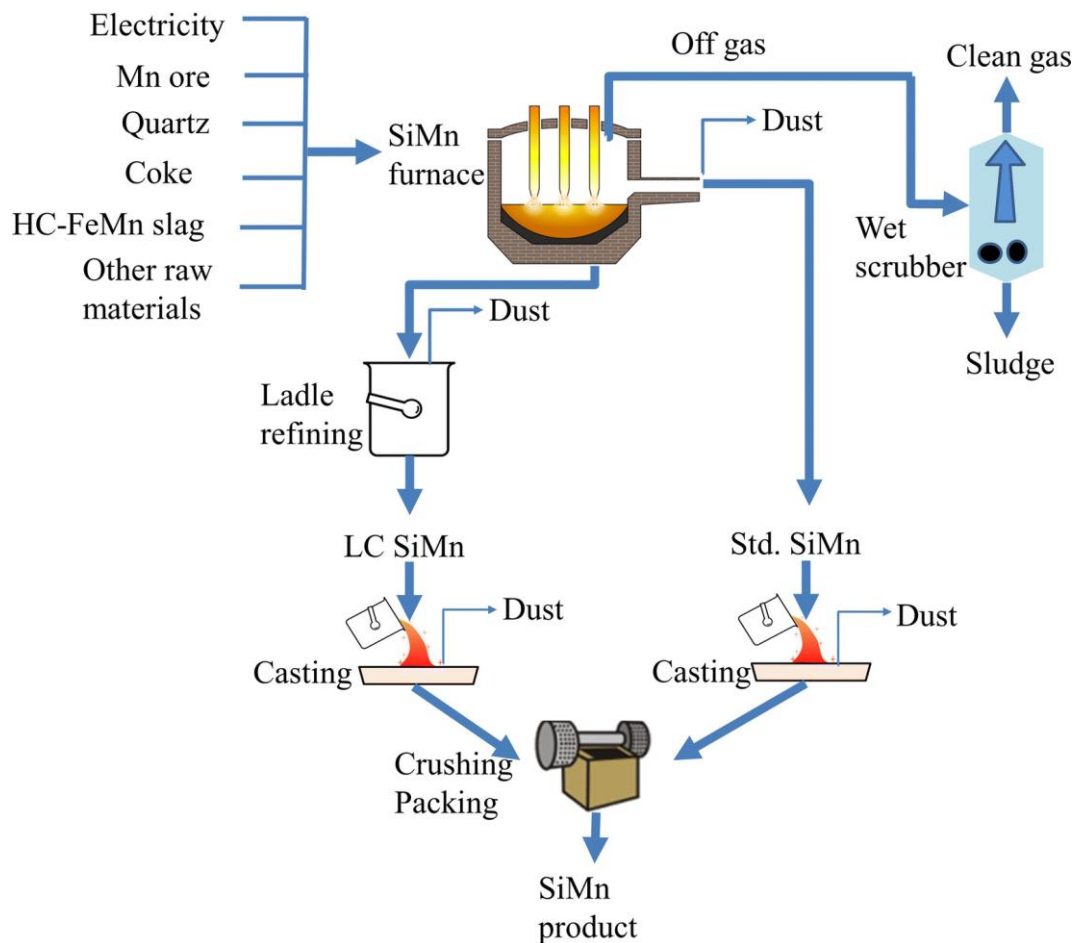 Electricity
Mn ore
Quartz
Coke
HC-FeMn slag
Other raw
materials
SiMn
furnace
Off gas
Dust
Clean gas
Wet
scrubber
Sludge
Dust
Ladle
refining
LC SiMn
Std. SiMn
Dust
Casting
Dust
Casting
Crushing
Packing
SiMn
product